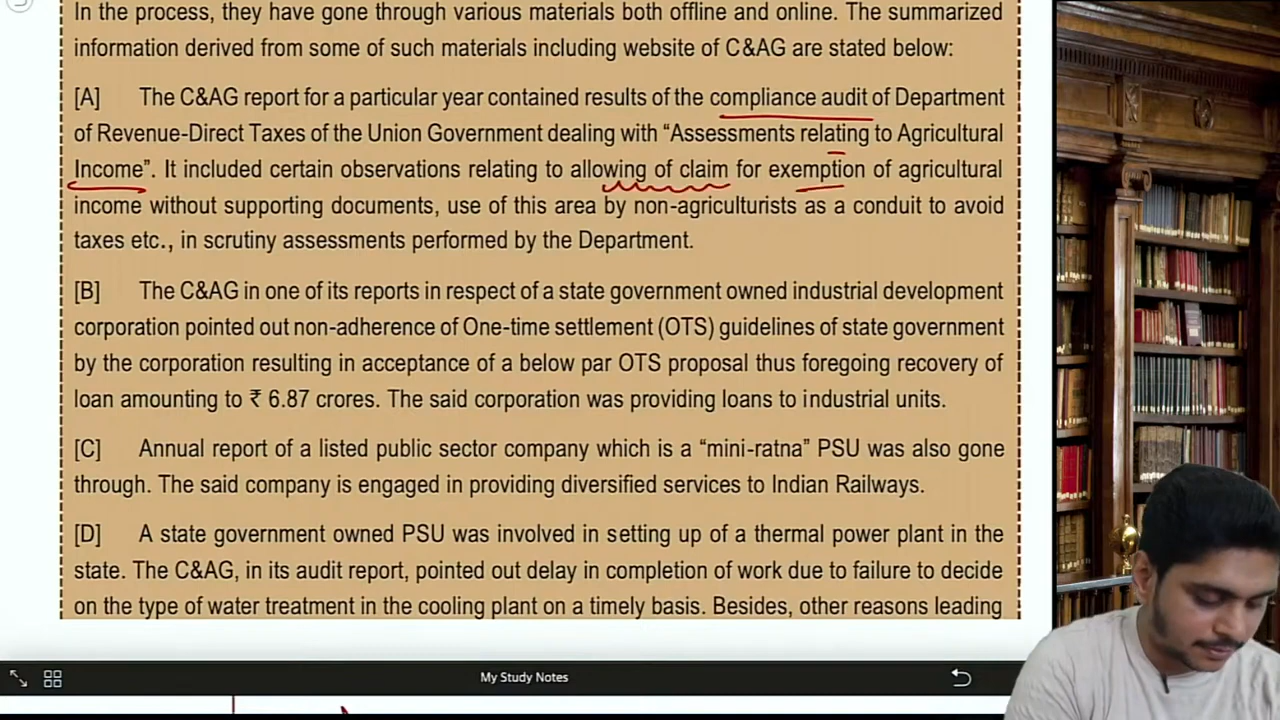 In the process, they have gone through various materials both offline and online. The summarized
information derived from some of such materials including website of C&AG are stated below:
[A] The C&AG report for a particular year contained results of the compliance audit of Department
of Revenue-Direct Taxes of the Union Government dealing with “Assessments relating to Agricultural
Income”. It included certain observations relating to allowing of claim for exemption of agricultural
income without supporting documents, use of this area by non-agriculturists as a conduit to avoid
taxes etc., in scrutiny assessments performed by the Department.
[B] The C&AG in one of its reports in respect of a state government owned industrial development
corporation pointed out non-adherence of One-time settlement (OTS) guidelines of state government
by the corporation resulting in acceptance of a below par OTS proposal thus foregoing recovery of
loan amounting to ₹ 6.87 crores. The said corporation was providing loans to industrial units.
[C] Annual report of a listed public sector company which is a “mini-ratna” PSU was also gone
through. The said company is engaged in providing diversified services to Indian Railways.
[D] A state government owned PSU was involved in setting up of a thermal power plant in the
state. The C&AG, in its audit report, pointed out delay in completion of work due to failure to decide
on the type of water treatment in the cooling plant on a timely basis. Besides, other reasons leading
My Study Notes